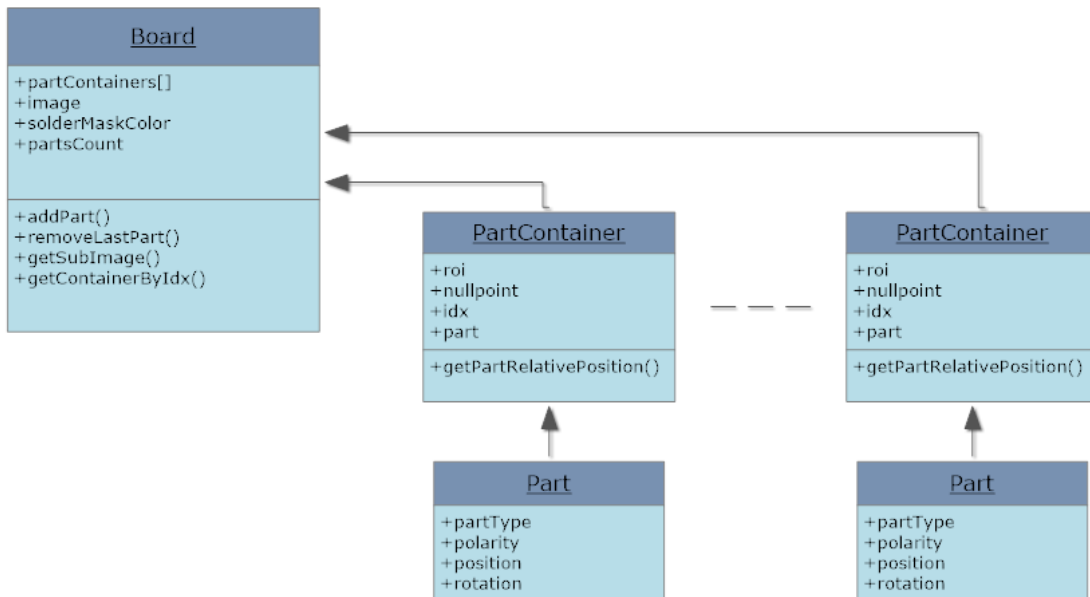 Board
+partContainers[]
+image
+solderMaskColor
+partsCount
+addPart()
+removeLastPart()
+getSubImage()
+getContainerByIdx()
PartContainer
+roi
+nullpoint
+idx
+part
+getPartRelativePosition()
PartContainer
+roi
+nullpoint
+idx
+part
+getPartRelativePosition()
Part
+partType
+polarity
+position
+rotation
Part
+partType
+polarity
+position
+rotation